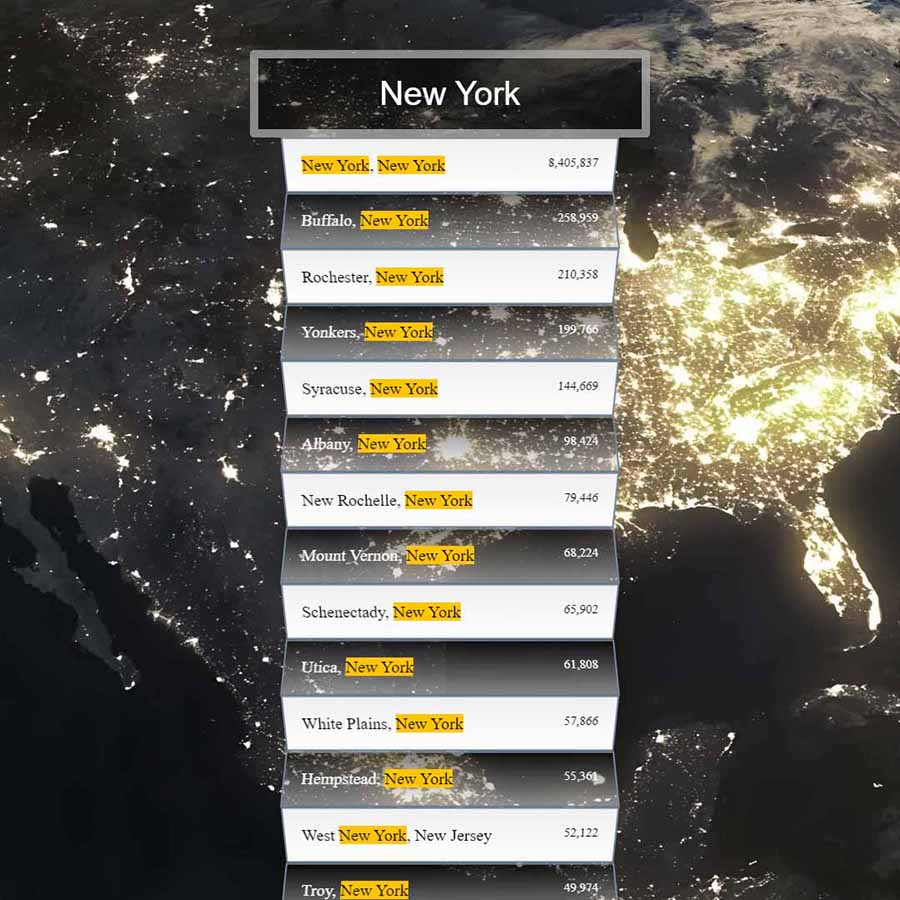 New York
New York, New York 8,405,837
Buffalo, New York 258,959
Rochester, New York 210,358
Yonkers, New York 199,766
Syracuse, New York 144,669
Albany, New York 98,424
New Rochelle, New York 79,446
Mount Vernon, New York 68,224
Schenectady, New York 65,902
Utica, New York 61,808
White Plains, New York 57,866
Hempstead, New York 55,361
West New York, New Jersey 52,122
Troy, New York 49,974